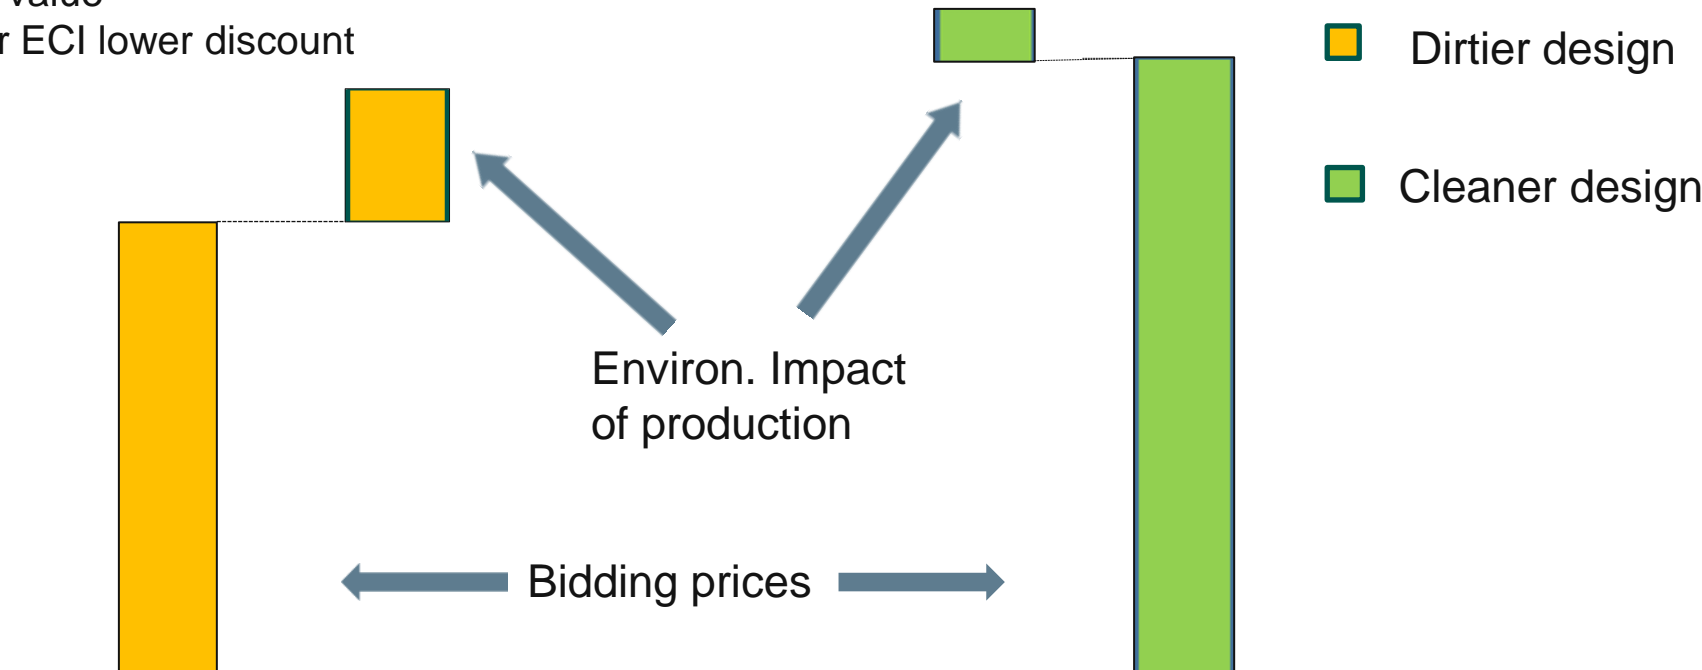 ECI lower discount
Dirtier design
Cleaner design
Environ. Impact
of production
Bidding prices